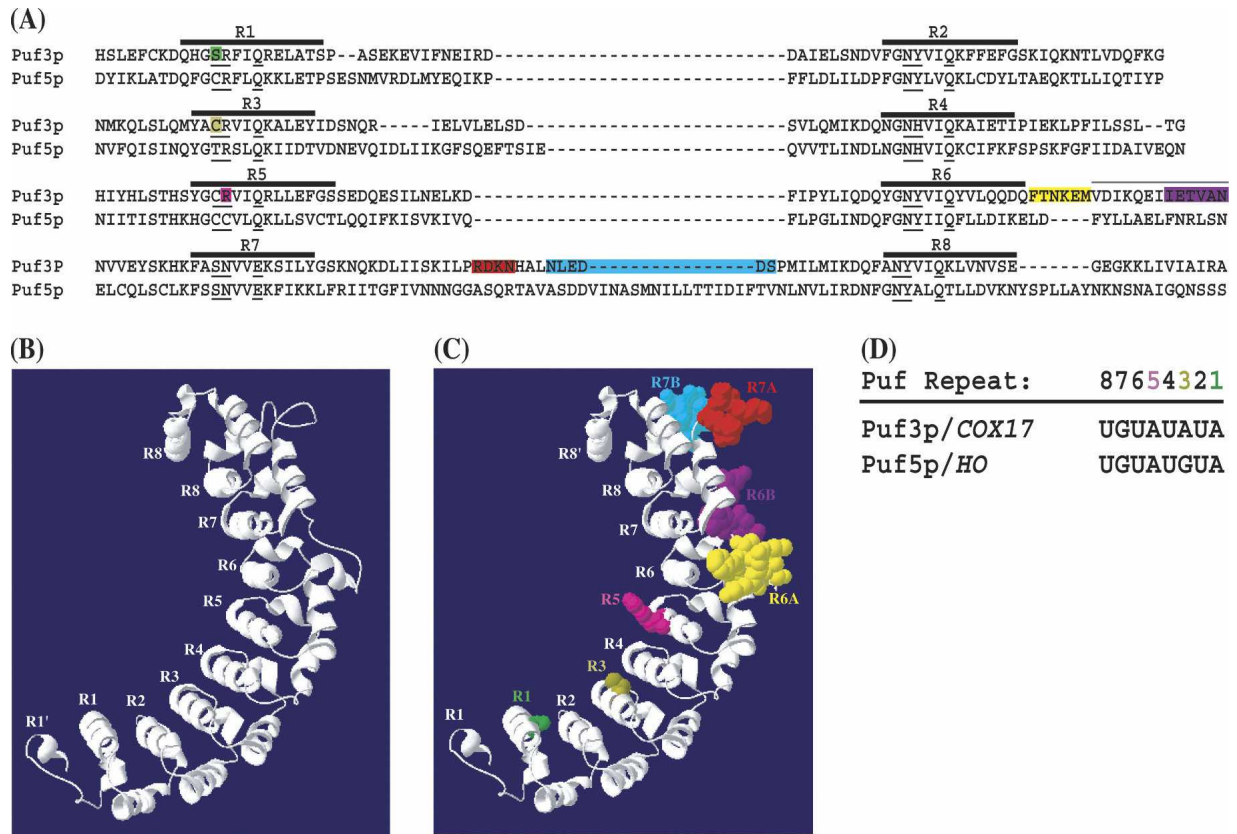 (A)
R1 R2
Puf3p HSLEFCKDQHGSRFIQRELATSP--ASEKEVIFNEIRD---------------------------DAIELSNDVFGNYVIQKFFEFGSKIQKNTLVDQFKG
Puf5p DYIKLATDQFGCRFLQKKLETPSESNMVRDLMYEQIKP---------------------------FFLDLILDPFGNYLVQKLCDYLTAEQKTLLIQTIYP
R3 R4
Puf3p NMKQLSLQMYACRVIQKALEYIDSNQR-----IELVLELSD------------------------SVLQMIKDQNGNHVIQKAIETIPIEKLPFILSSL--TG
Puf5p NVFQISINQYGTRSLQKIIDTVDNEVQIDLIIKGFSQEFTSIE----------------------QVVTLINDLNGNHVIQKCIFKFSPSKFGFIIDAIVEQN
R5 R6
Puf3p HIYHLSTHSYGCRVIQRLLEFGSSEDQESILNELKD-----------------------------FIPYLIQDQYGNYVIQYVLQQDQFTNKEMVDIKQEIIETVAN
Puf5p NIITISTHKHGCCVLQKLLSVCTLQQIFKISVKIVQ-----------------------------FLPGLINDQFGNYIIQFLLDIKELD----FYLLAELFNRLSN
R7 R8
Puf3P NVVEYSKHKFASNVVEKSILYGSKNQKDLIISKILPRDKNHALNLED-----------DSPMILMIKDQFANYVIQKLVNVSE------GEGKKLIVIAIRA
Puf5p ELCQLSCLKFSSNVVEKFIKKLFRIITGFIVNNNGGASQRTAVASDDVINASMNILLTTIDIFTVNLNVLIRDNFGNYALQTLLDVKNYSPLLAYNKNSNAIGQNSSS
(B)
R8'
R8
R7
R6
R5
R4
R3
R2
R1
R1'
(C)
R7B R7A
R8'
R8
R6B
R7
R6
R6A
R5
R4
R3
R2
R1
R1
(D)
Puf Repeat: 87654321
Puf3p/COX17 UGUAUAUA
Puf5p/HO UGUAUGUA